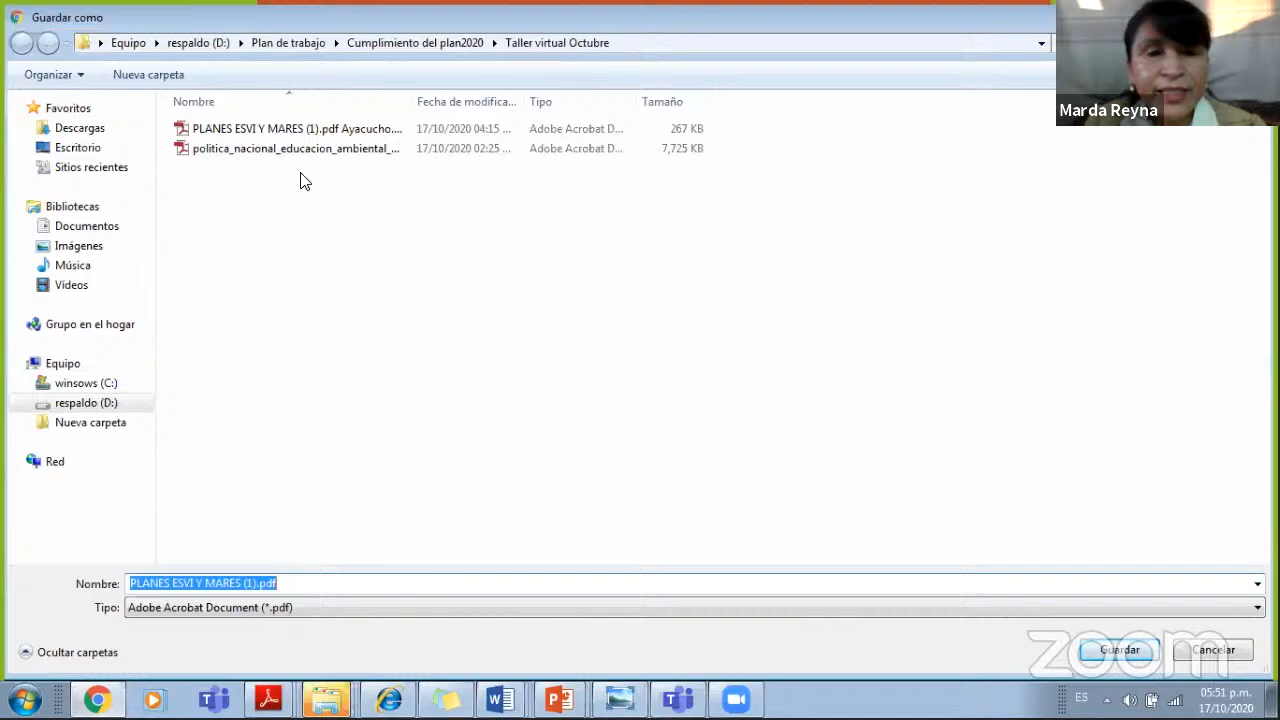 Guardar como
Equipo respaldo (D:) Plan de trabajo Cumplimiento del plan2020 Taller virtual Octubre
Organizar Nueva carpeta
Nombre Fecha de modifica... Tipo Tamaño
PLANES ESVI Y MARES (1).pdf Ayacucho.... 17/10/2020 04:15 ... Adobe Acrobat D... 267 KB
politica_nacional_educacion_ambiental_... 17/10/2020 02:25 ... Adobe Acrobat D... 7,725 KB
Favoritos
Descargas
Escritorio
Sitios recientes
Bibliotecas
Documentos
Imágenes
Música
Vídeos
Grupo en el hogar
Equipo
winsows (C:)
respaldo (D:)
Nueva carpeta
Red
Marda Reyna
Nombre: PLANES ESVI Y MARES (1).pdf
Tipo: Adobe Acrobat Document (*.pdf)
Ocultar carpetas
Guardar Cancelar
zoom
ES
05:51 p.m.
17/10/2020